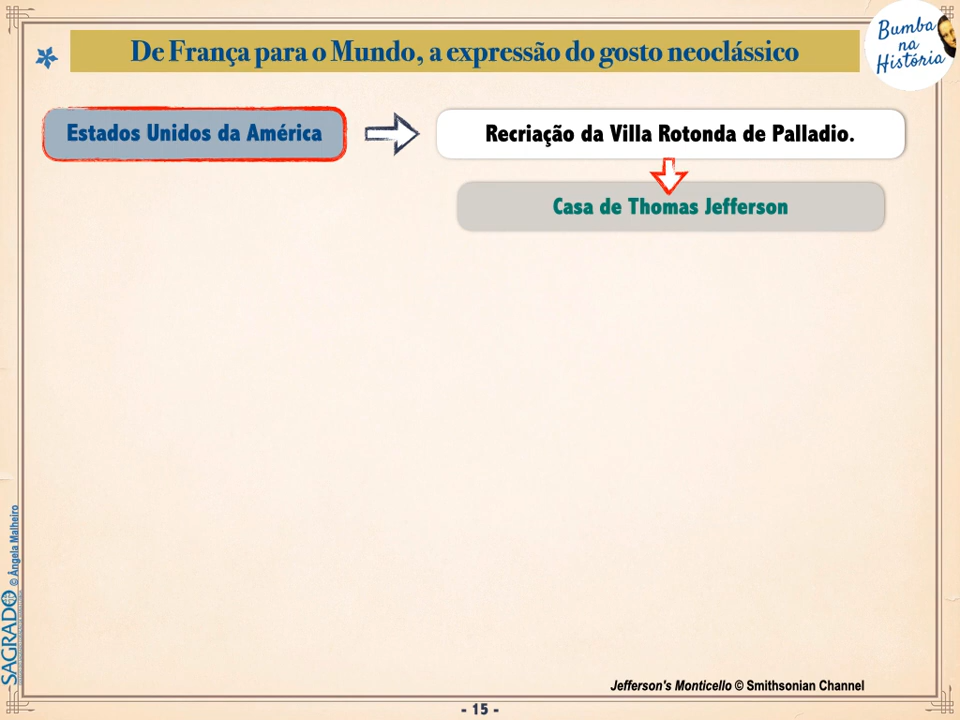 De França para o Mundo, a expressão do gosto neoclássico
Bumba
na
História
Estados Unidos da América
Recriação da Villa Rotonda de Palladio.
Casa de Thomas Jefferson
SAGRADO
© Ângela Malheiro
Jefferson's Monticello © Smithsonian Channel
- 15 -